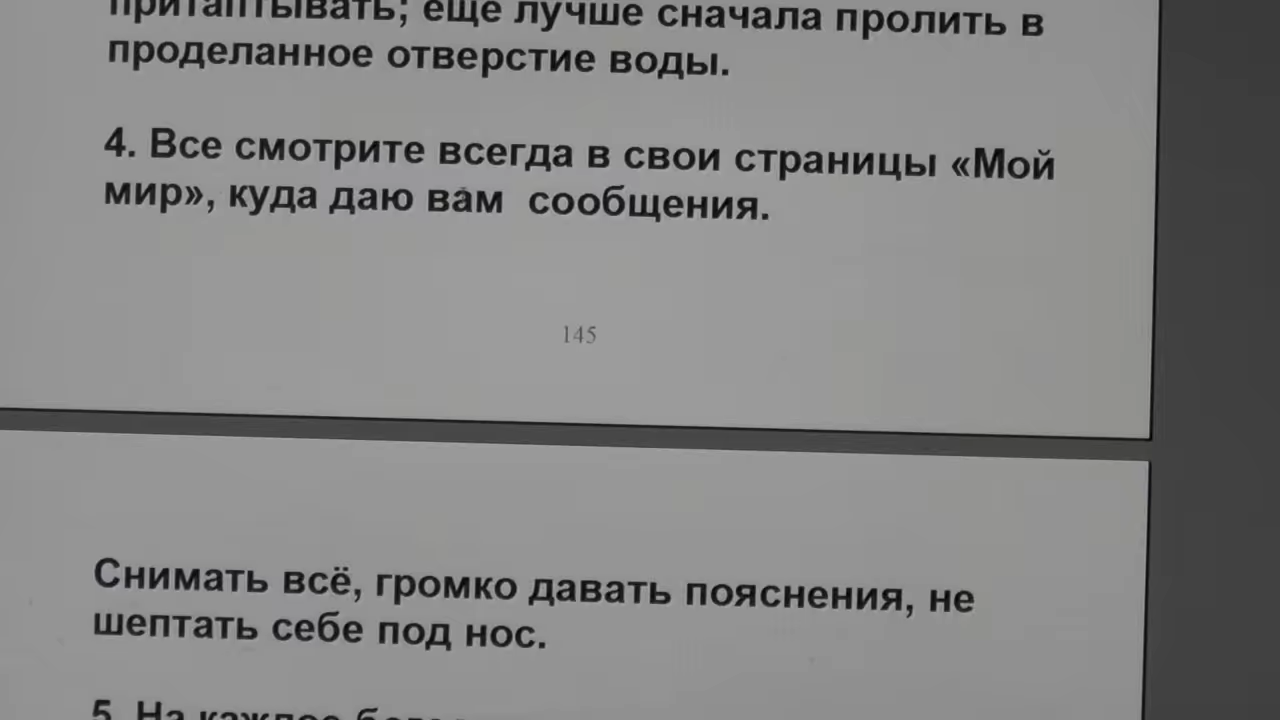 притаптывать; ещё лучше сначала пролить в
проделанное отверстие воды.
4. Все смотрите всегда в свои страницы «Мой
мир», куда даю вам сообщения.
145
Снимать всё, громко давать пояснения, не
шептать себе под нос.
5. На каждое